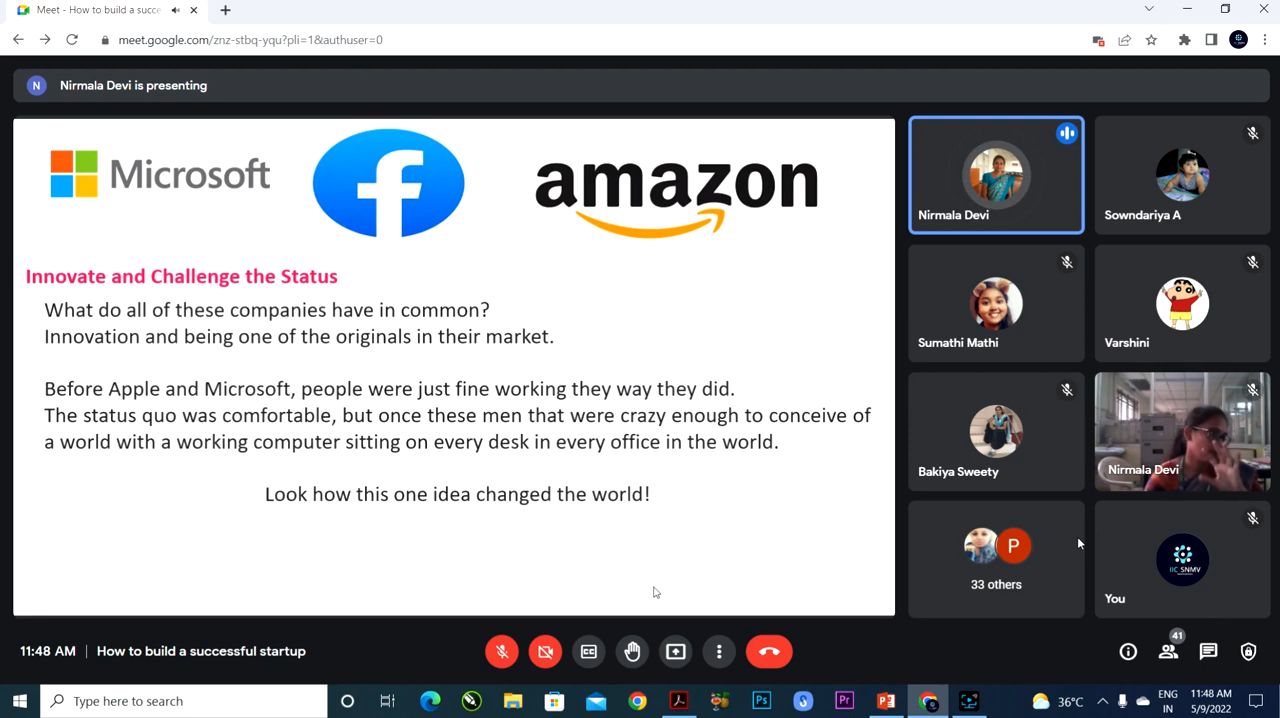 Meet - How to build a succe
meet.google.com/znz-stbq-yqu?pli=1&authuser=0
N
Nirmala Devi is presenting
Microsoft
f
amazon
Innovate and Challenge the Status
What do all of these companies have in common?
Innovation and being one of the originals in their market.
Before Apple and Microsoft, people were just fine working they way they did.
The status quo was comfortable, but once these men that were crazy enough to conceive of
a world with a working computer sitting on every desk in every office in the world.
Look how this one idea changed the world!
Nirmala Devi
Sowndariya A
Sumathi Mathi
Varshini
Bakiya Sweety
Nirmala Devi
P
33 others
IIC_SNMV
You
11:48 AM | How to build a successful startup
41
Type here to search
Ps
Pr
36°C
ENG
IN
11:48 AM
5/9/2022